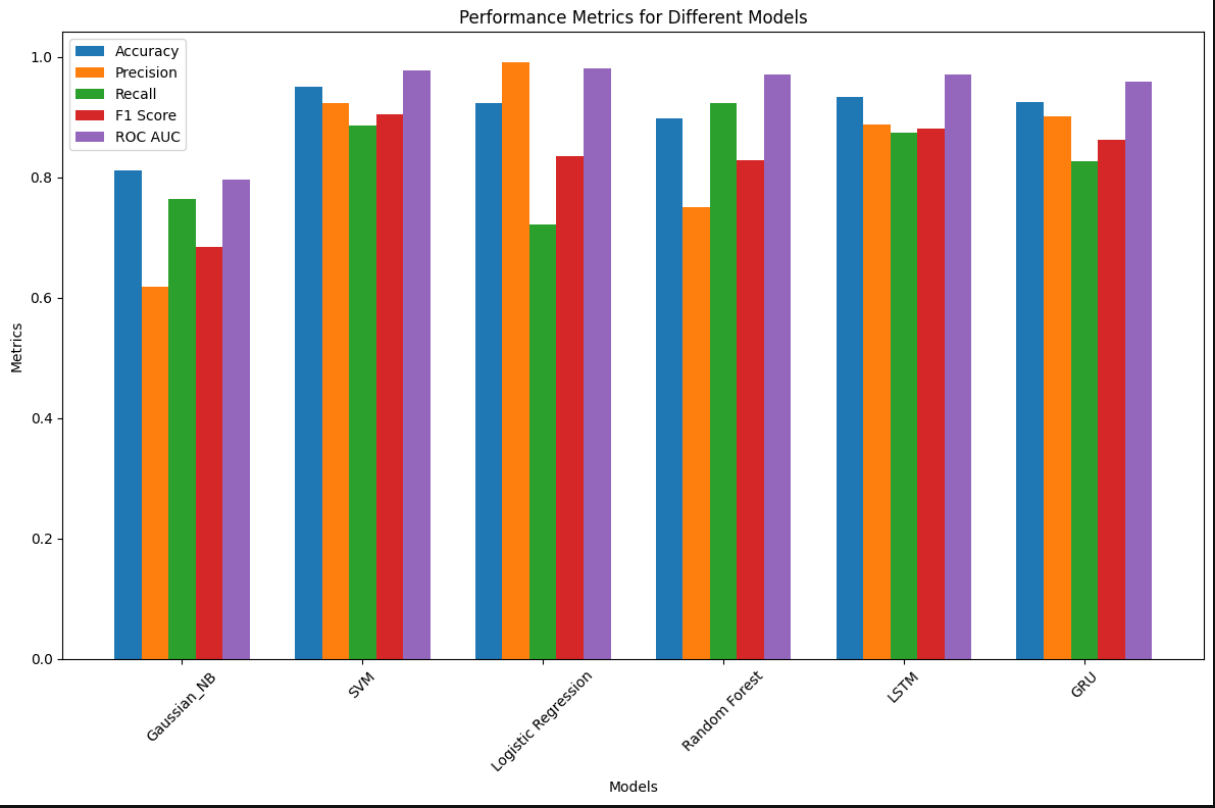 Performance Metrics for Different Models
Accuracy
Precision
Recall
F1 Score
ROC AUC
1.0
0.8
0.6
0.4
0.2
0.0
Metrics
Gaussian_NB
SVM
Logistic Regression
Random Forest
LSTM
GRU
Models